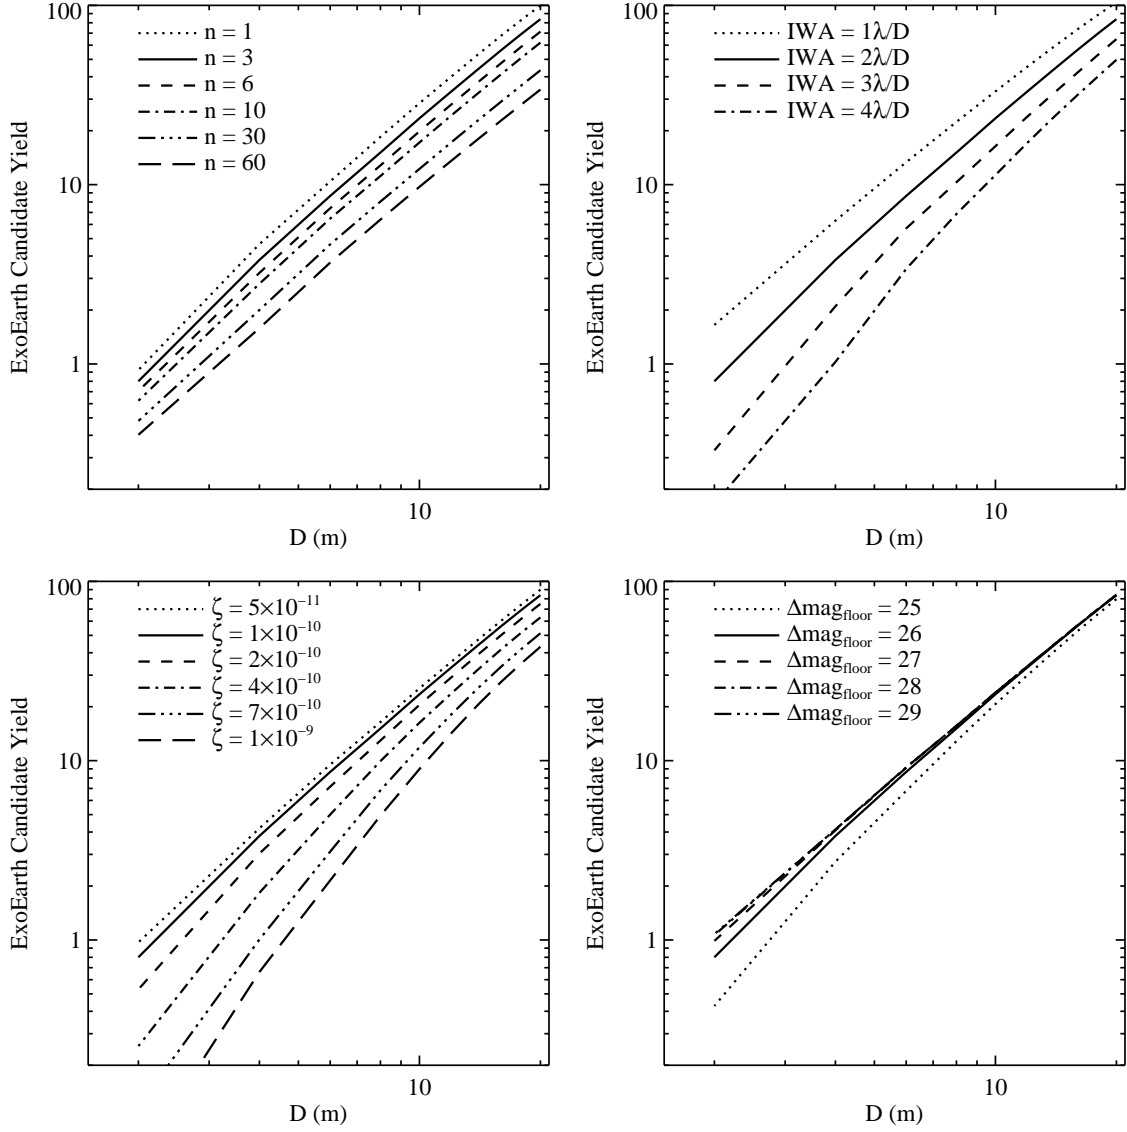 100
10
1
ExoEarth Candidate Yield
n = 1
n = 3
n = 6
n = 10
n = 30
n = 60
10
D (m)
100
10
1
ExoEarth Candidate Yield
IWA = 1λ/D
IWA = 2λ/D
IWA = 3λ/D
IWA = 4λ/D
10
D (m)
100
10
1
ExoEarth Candidate Yield
ζ = 5×10⁻¹¹
ζ = 1×10⁻¹⁰
ζ = 2×10⁻¹⁰
ζ = 4×10⁻¹⁰
ζ = 7×10⁻¹⁰
ζ = 1×10⁻⁹
10
D (m)
100
10
1
ExoEarth Candidate Yield
Δmag_floor = 25
Δmag_floor = 26
Δmag_floor = 27
Δmag_floor = 28
Δmag_floor = 29
10
D (m)